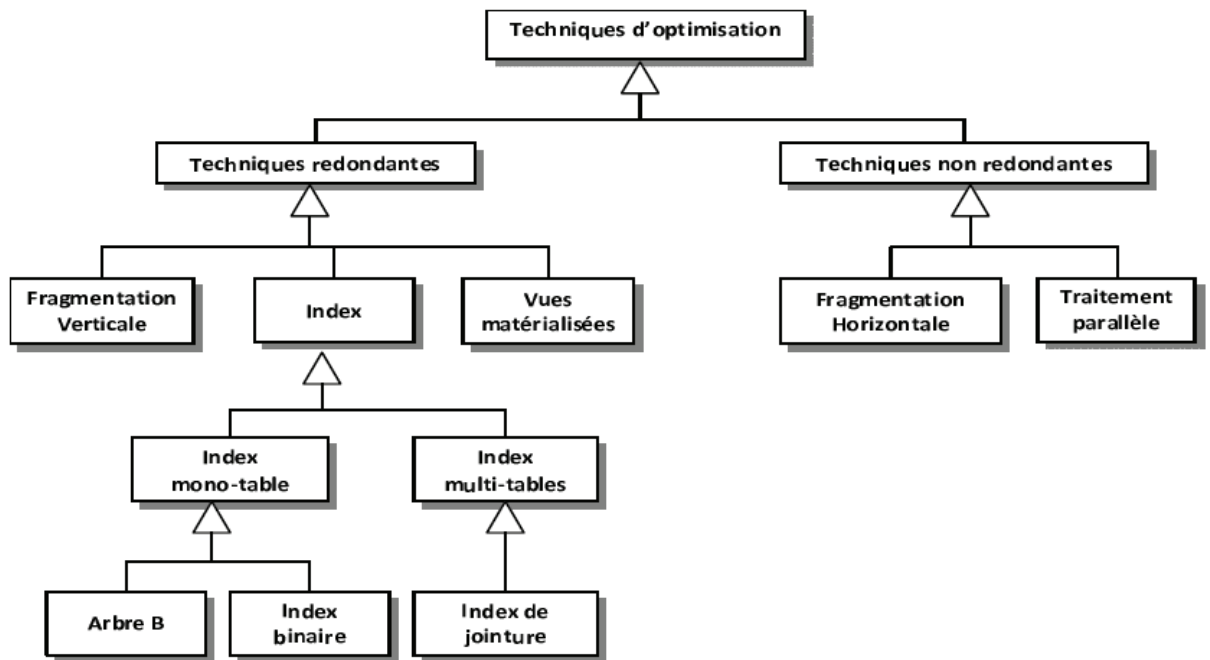 Techniques d'optimisation
Techniques redondantes
Techniques non redondantes
Fragmentation
Verticale
Index
Vues
matérialisées
Fragmentation
Horizontale
Traitement
parallèle
Index
mono-table
Index
multi-tables
Arbre B
Index
binaire
Index de
jointure